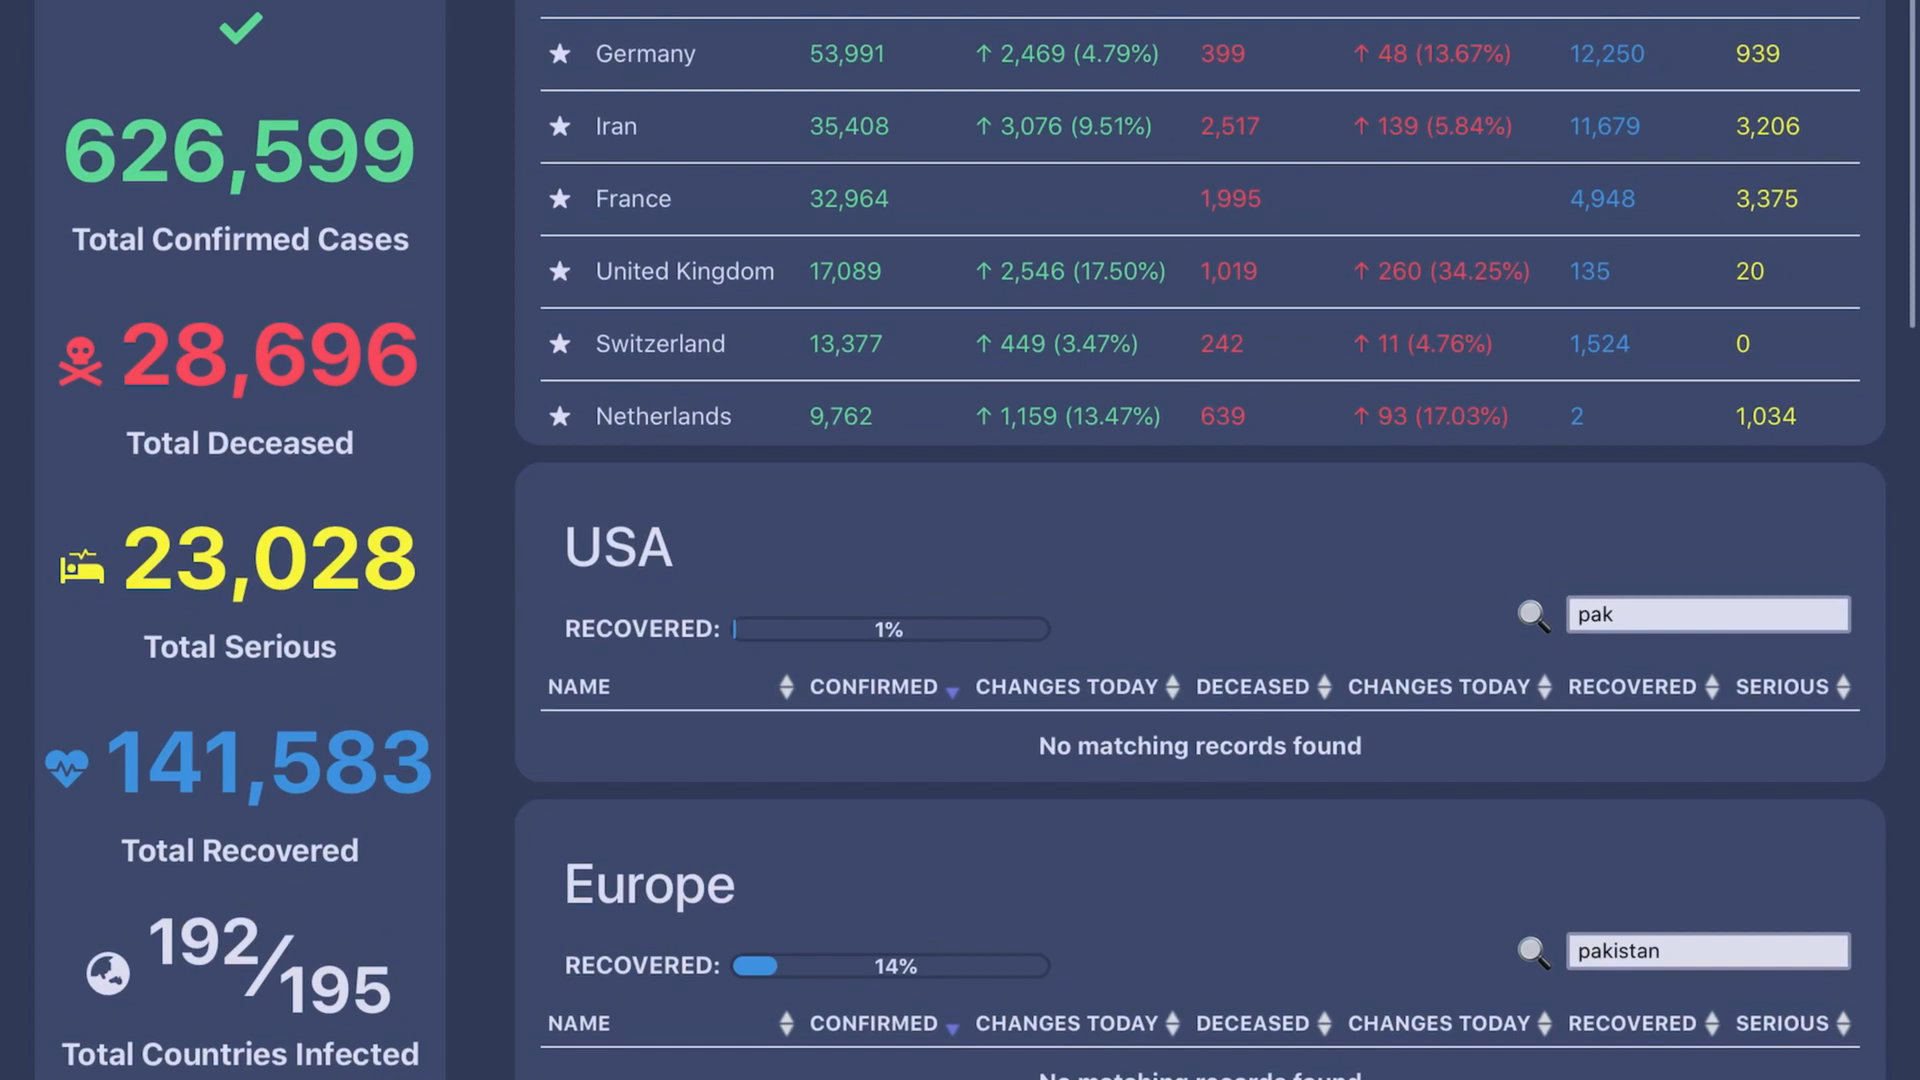 626,599
Total Confirmed Cases
28,696
Total Deceased
23,028
Total Serious
141,583
Total Recovered
192/195
Total Countries Infected
Germany 53,991 ↑ 2,469 (4.79%) 399 ↑ 48 (13.67%) 12,250 939
Iran 35,408 ↑ 3,076 (9.51%) 2,517 ↑ 139 (5.84%) 11,679 3,206
France 32,964 1,995 4,948 3,375
United Kingdom 17,089 ↑ 2,546 (17.50%) 1,019 ↑ 260 (34.25%) 135 20
Switzerland 13,377 ↑ 449 (3.47%) 242 ↑ 11 (4.76%) 1,524 0
Netherlands 9,762 ↑ 1,159 (13.47%) 639 ↑ 93 (17.03%) 2 1,034
USA
RECOVERED: 1% pak
NAME CONFIRMED CHANGES TODAY DECEASED CHANGES TODAY RECOVERED SERIOUS
No matching records found
Europe
RECOVERED: 14% pakistan
NAME CONFIRMED CHANGES TODAY DECEASED CHANGES TODAY RECOVERED SERIOUS
No matching records found